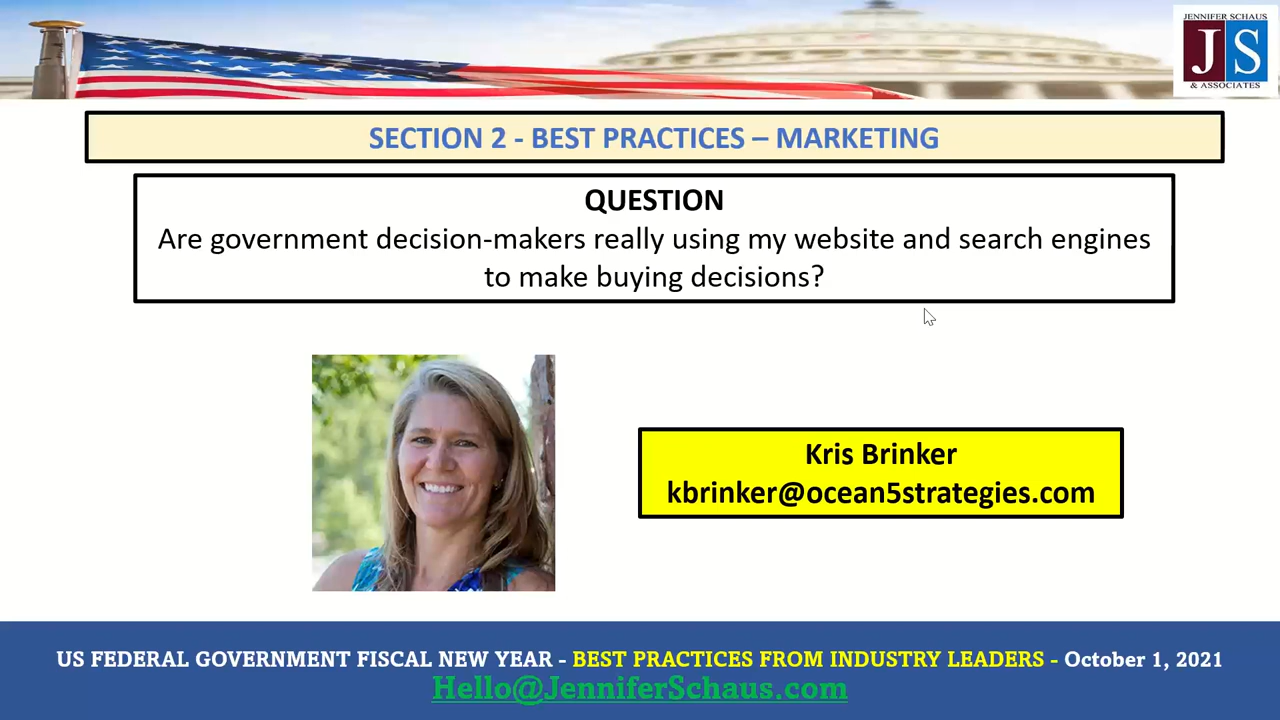 JENNIFER SCHAUS
JS
& ASSOCIATES
SECTION 2 - BEST PRACTICES – MARKETING
QUESTION
Are government decision-makers really using my website and search engines
to make buying decisions?
Kris Brinker
kbrinker@ocean5strategies.com
US FEDERAL GOVERNMENT FISCAL NEW YEAR - BEST PRACTICES FROM INDUSTRY LEADERS - October 1, 2021
Hello@JenniferSchaus.com